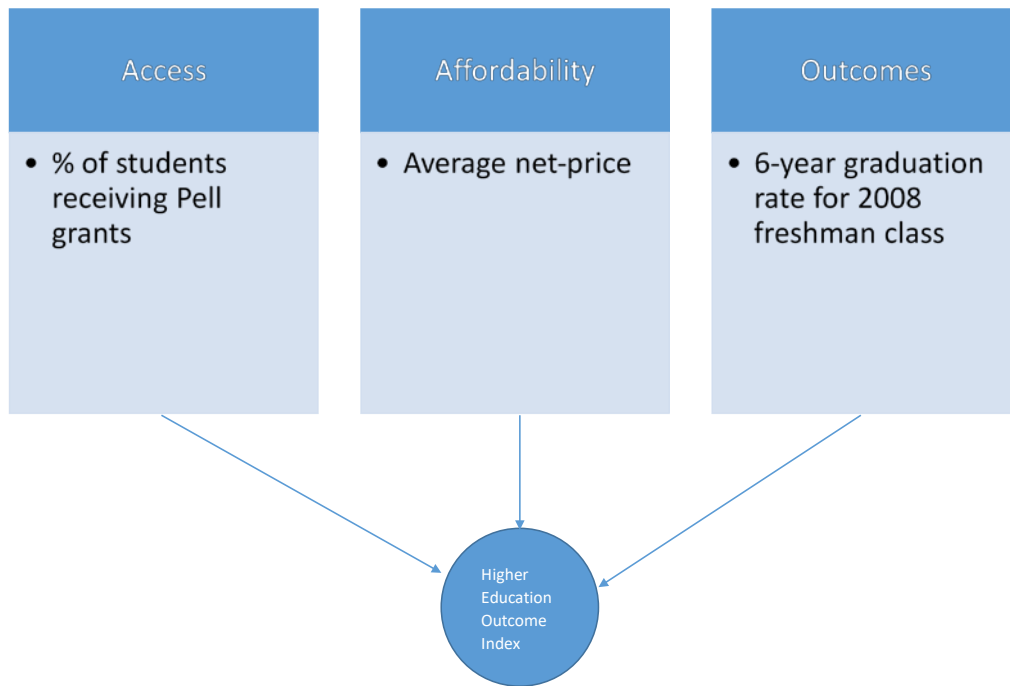 Access
• % of students
receiving Pell
grants
Affordability
• Average net-price
Outcomes
• 6-year graduation
rate for 2008
freshman class
Higher
Education
Outcome
Index